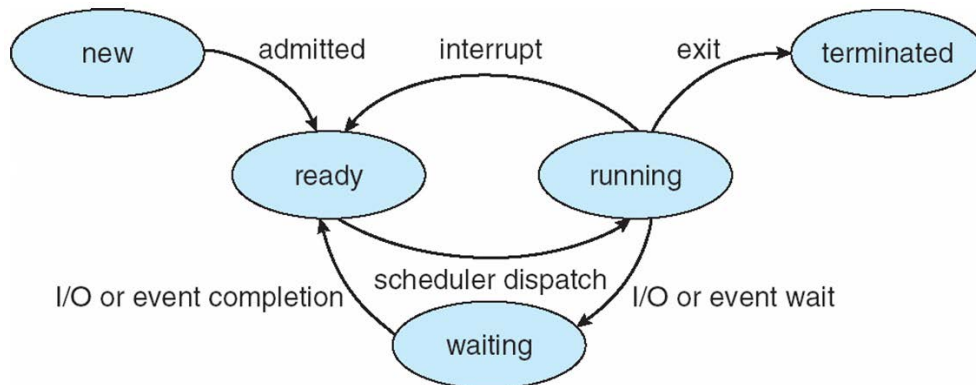 new
admitted
interrupt
exit
terminated
ready
running
I/O or event completion
scheduler dispatch
I/O or event wait
waiting